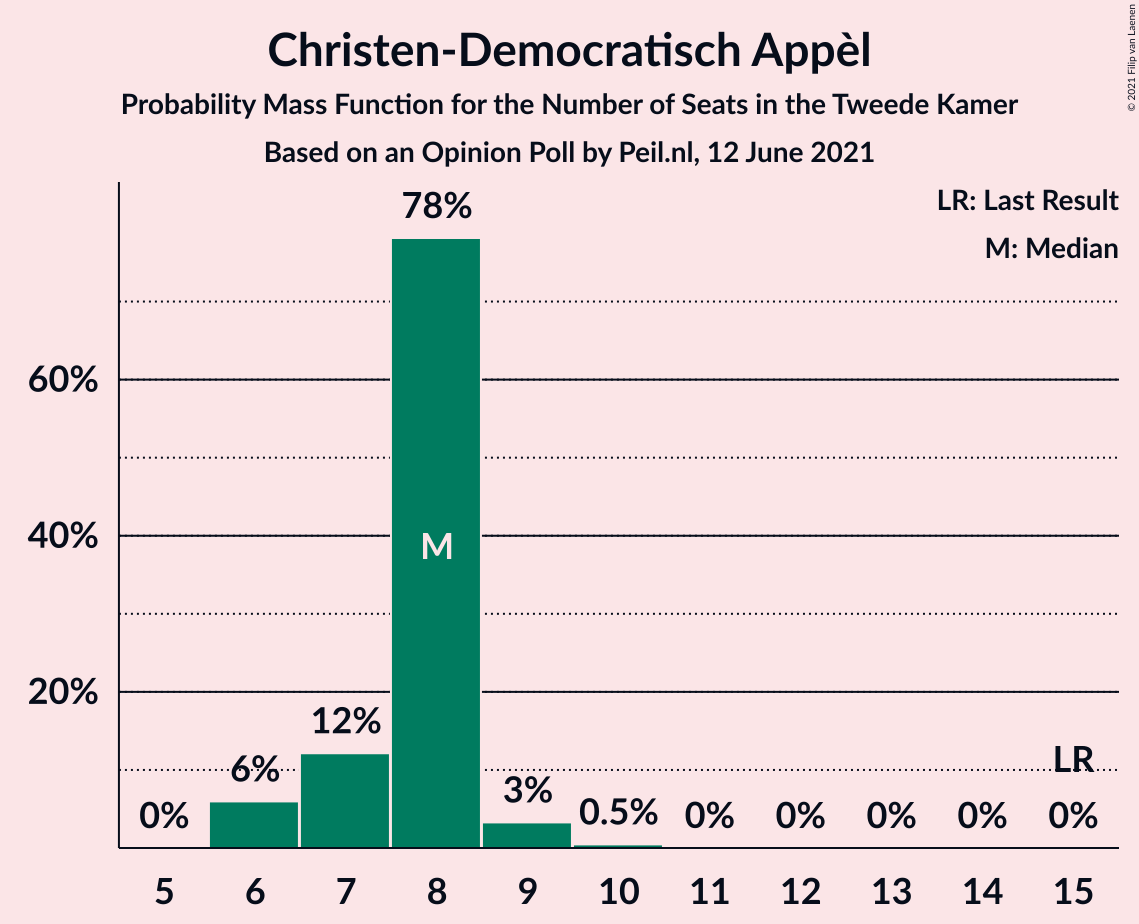 Christen-Democratisch Appèl
Probability Mass Function for the Number of Seats in the Tweede Kamer
Based on an Opinion Poll by Peil.nl, 12 June 2021
© 2021 Filip van Laenen
LR: Last Result
M: Median
78%
60%
40%
M
20%
12%
6%
3%
LR
0%
0.5%
0%
0%
0%
0%
0%
5 6 7 8 9 10 11 12 13 14 15